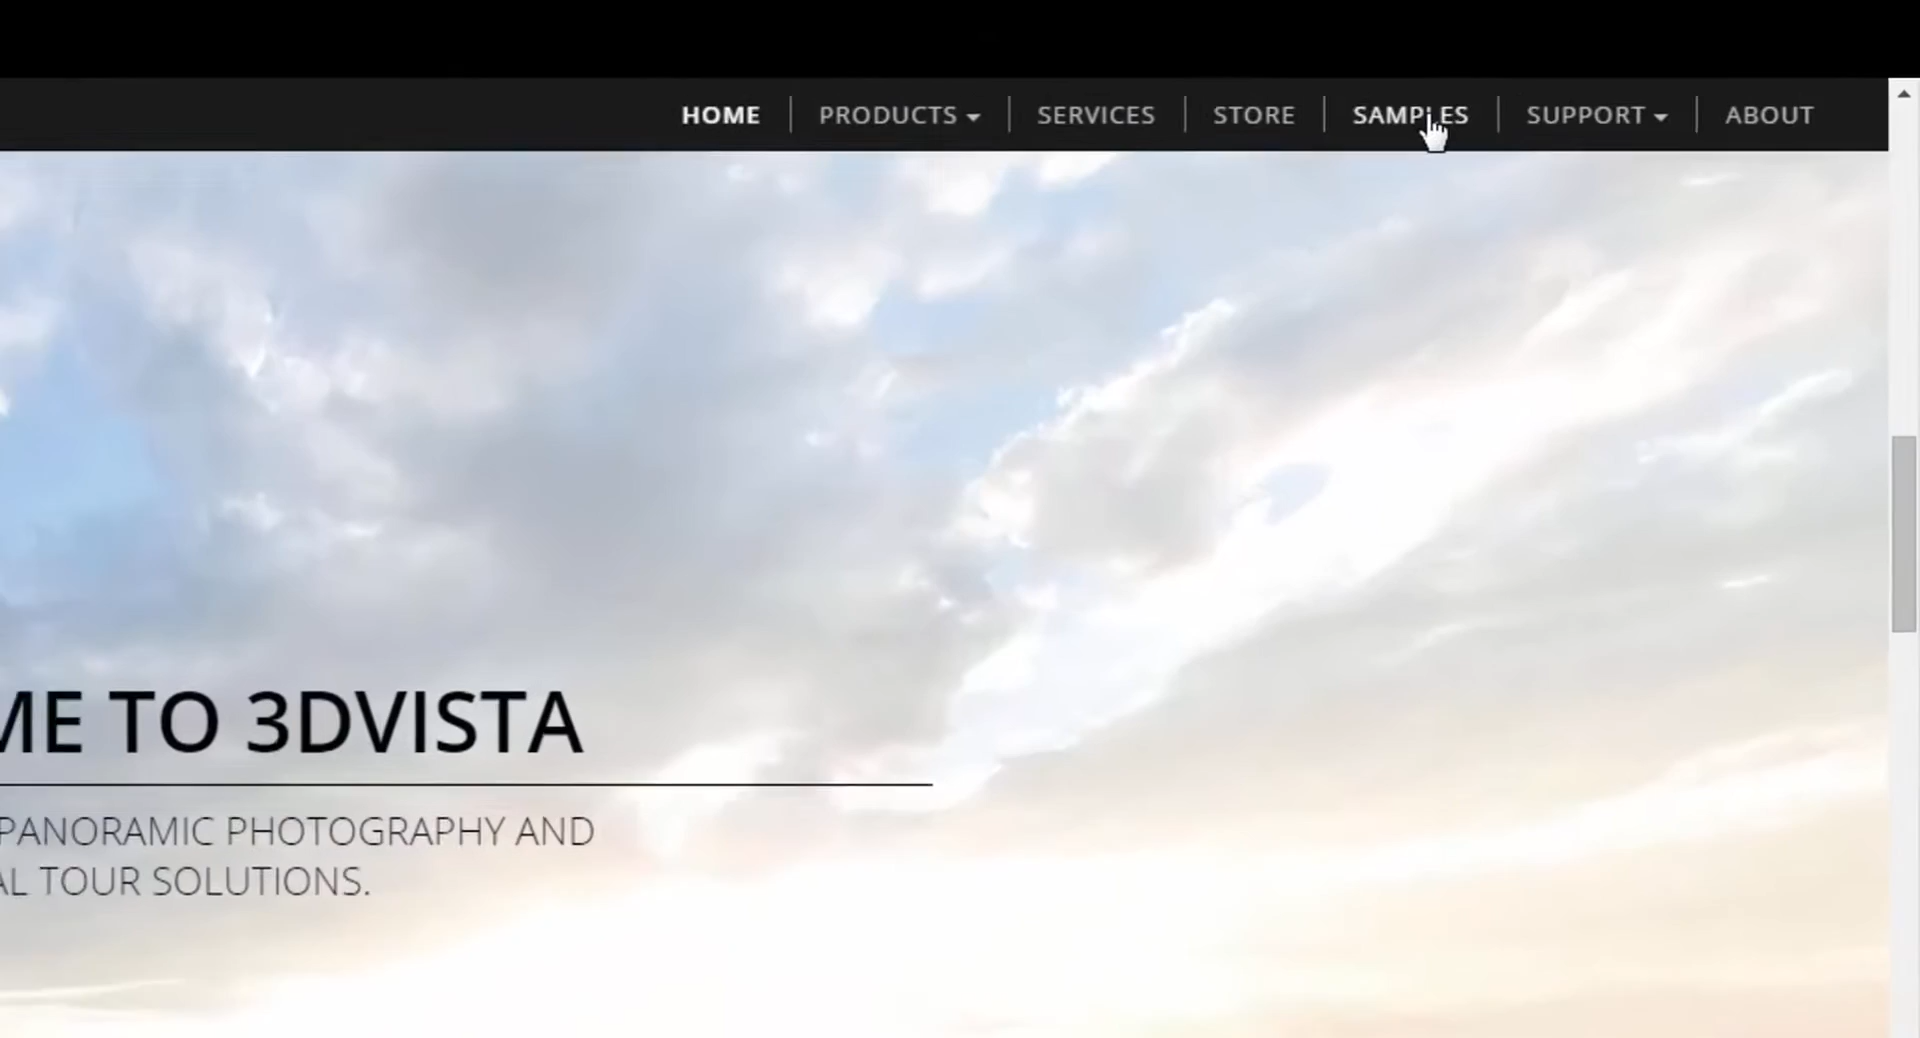 HOME PRODUCTS SERVICES STORE SAMPLES SUPPORT ABOUT
ME TO 3DVISTA
PANORAMIC PHOTOGRAPHY AND
AL TOUR SOLUTIONS.